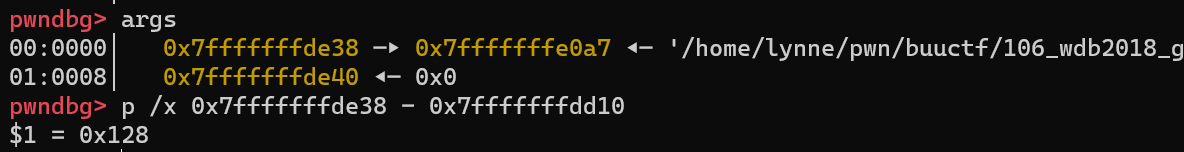 pwndbg> args
00:0000│   0x7fffffffde38 —▸ 0x7fffffffe0a7 ◂— '/home/lynne/pwn/buuctf/106_wdb2018_g
01:0008│   0x7fffffffde40 ◂— 0x0
pwndbg> p /x 0x7fffffffde38 - 0x7fffffffdd10
$1 = 0x128